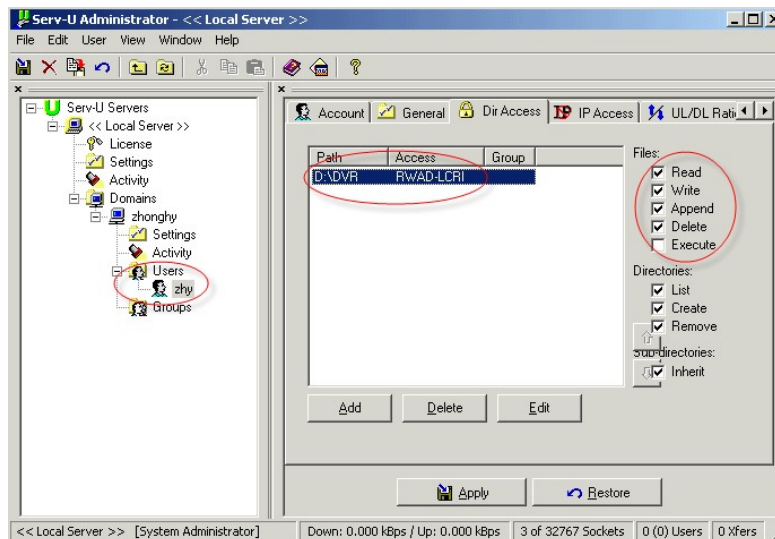 Serv-U Administrator - << Local Server >>
File Edit User View Window Help
Serv-U Servers
<< Local Server >>
License
Settings
Activity
Domains
zhonghy
Settings
Activity
Users
zhy
Groups
Account General Dir Access IP Access UL/DL Rati
Path Access Group
D:\DVR RWAD-LCRI
Files:
Read
Write
Append
Delete
Execute
Directories:
List
Create
Remove
Sub-directories:
Inherit
Add Delete Edit
Apply Restore
<< Local Server >> [System Administrator] Down: 0.000 kBps / Up: 0.000 kBps 3 of 32767 Sockets 0 (0) Users 0 Xfers